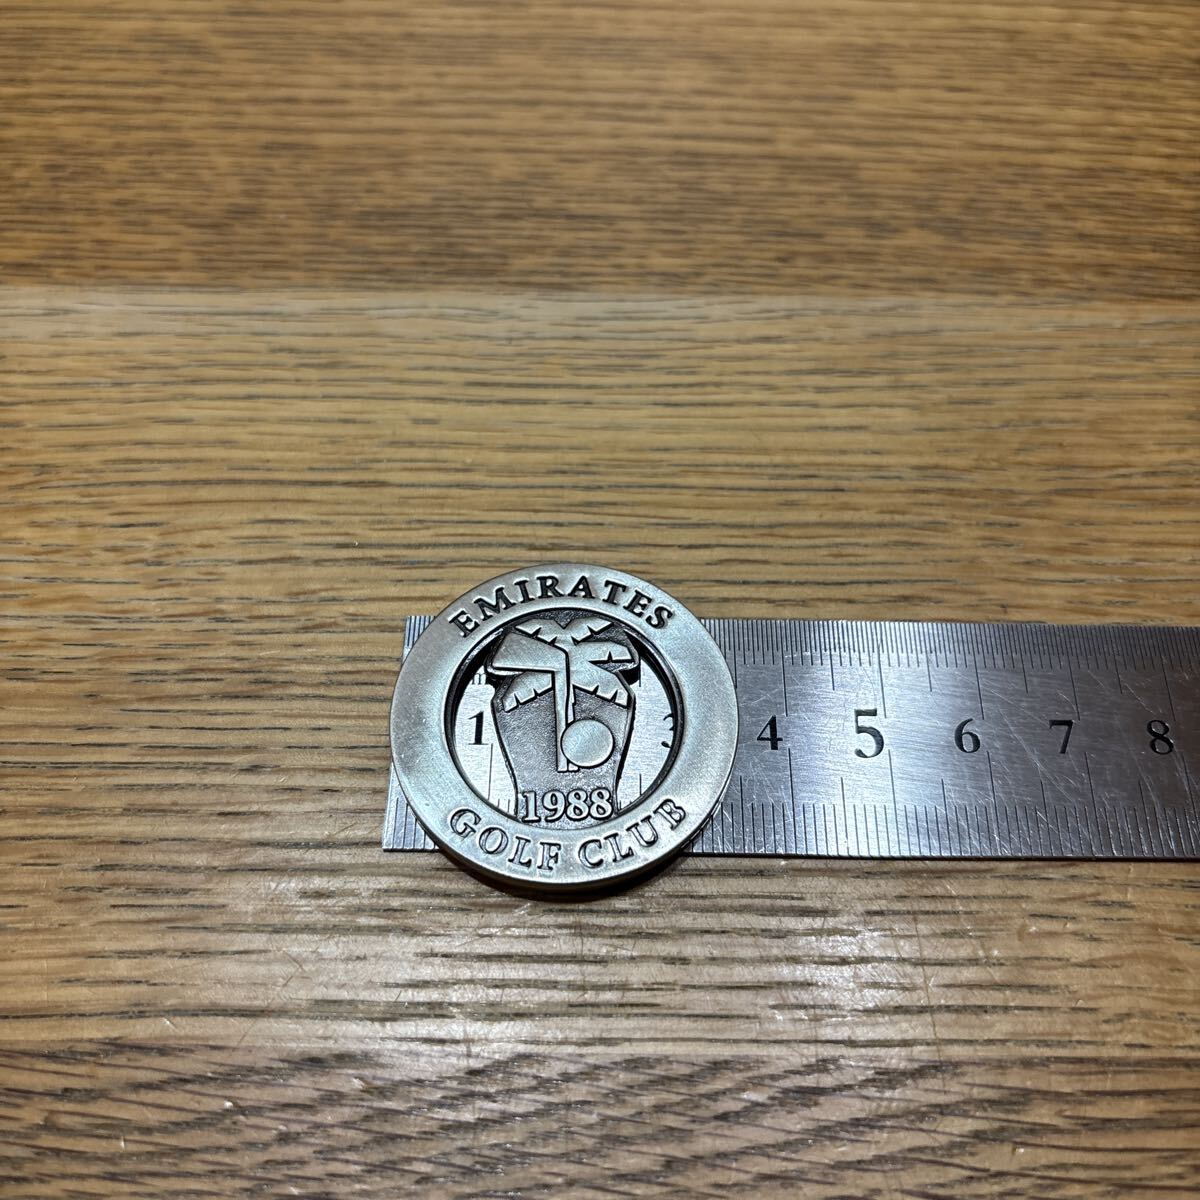 EMIRATES
1988
GOLF CLUB
1 3 4 5 6 7 8